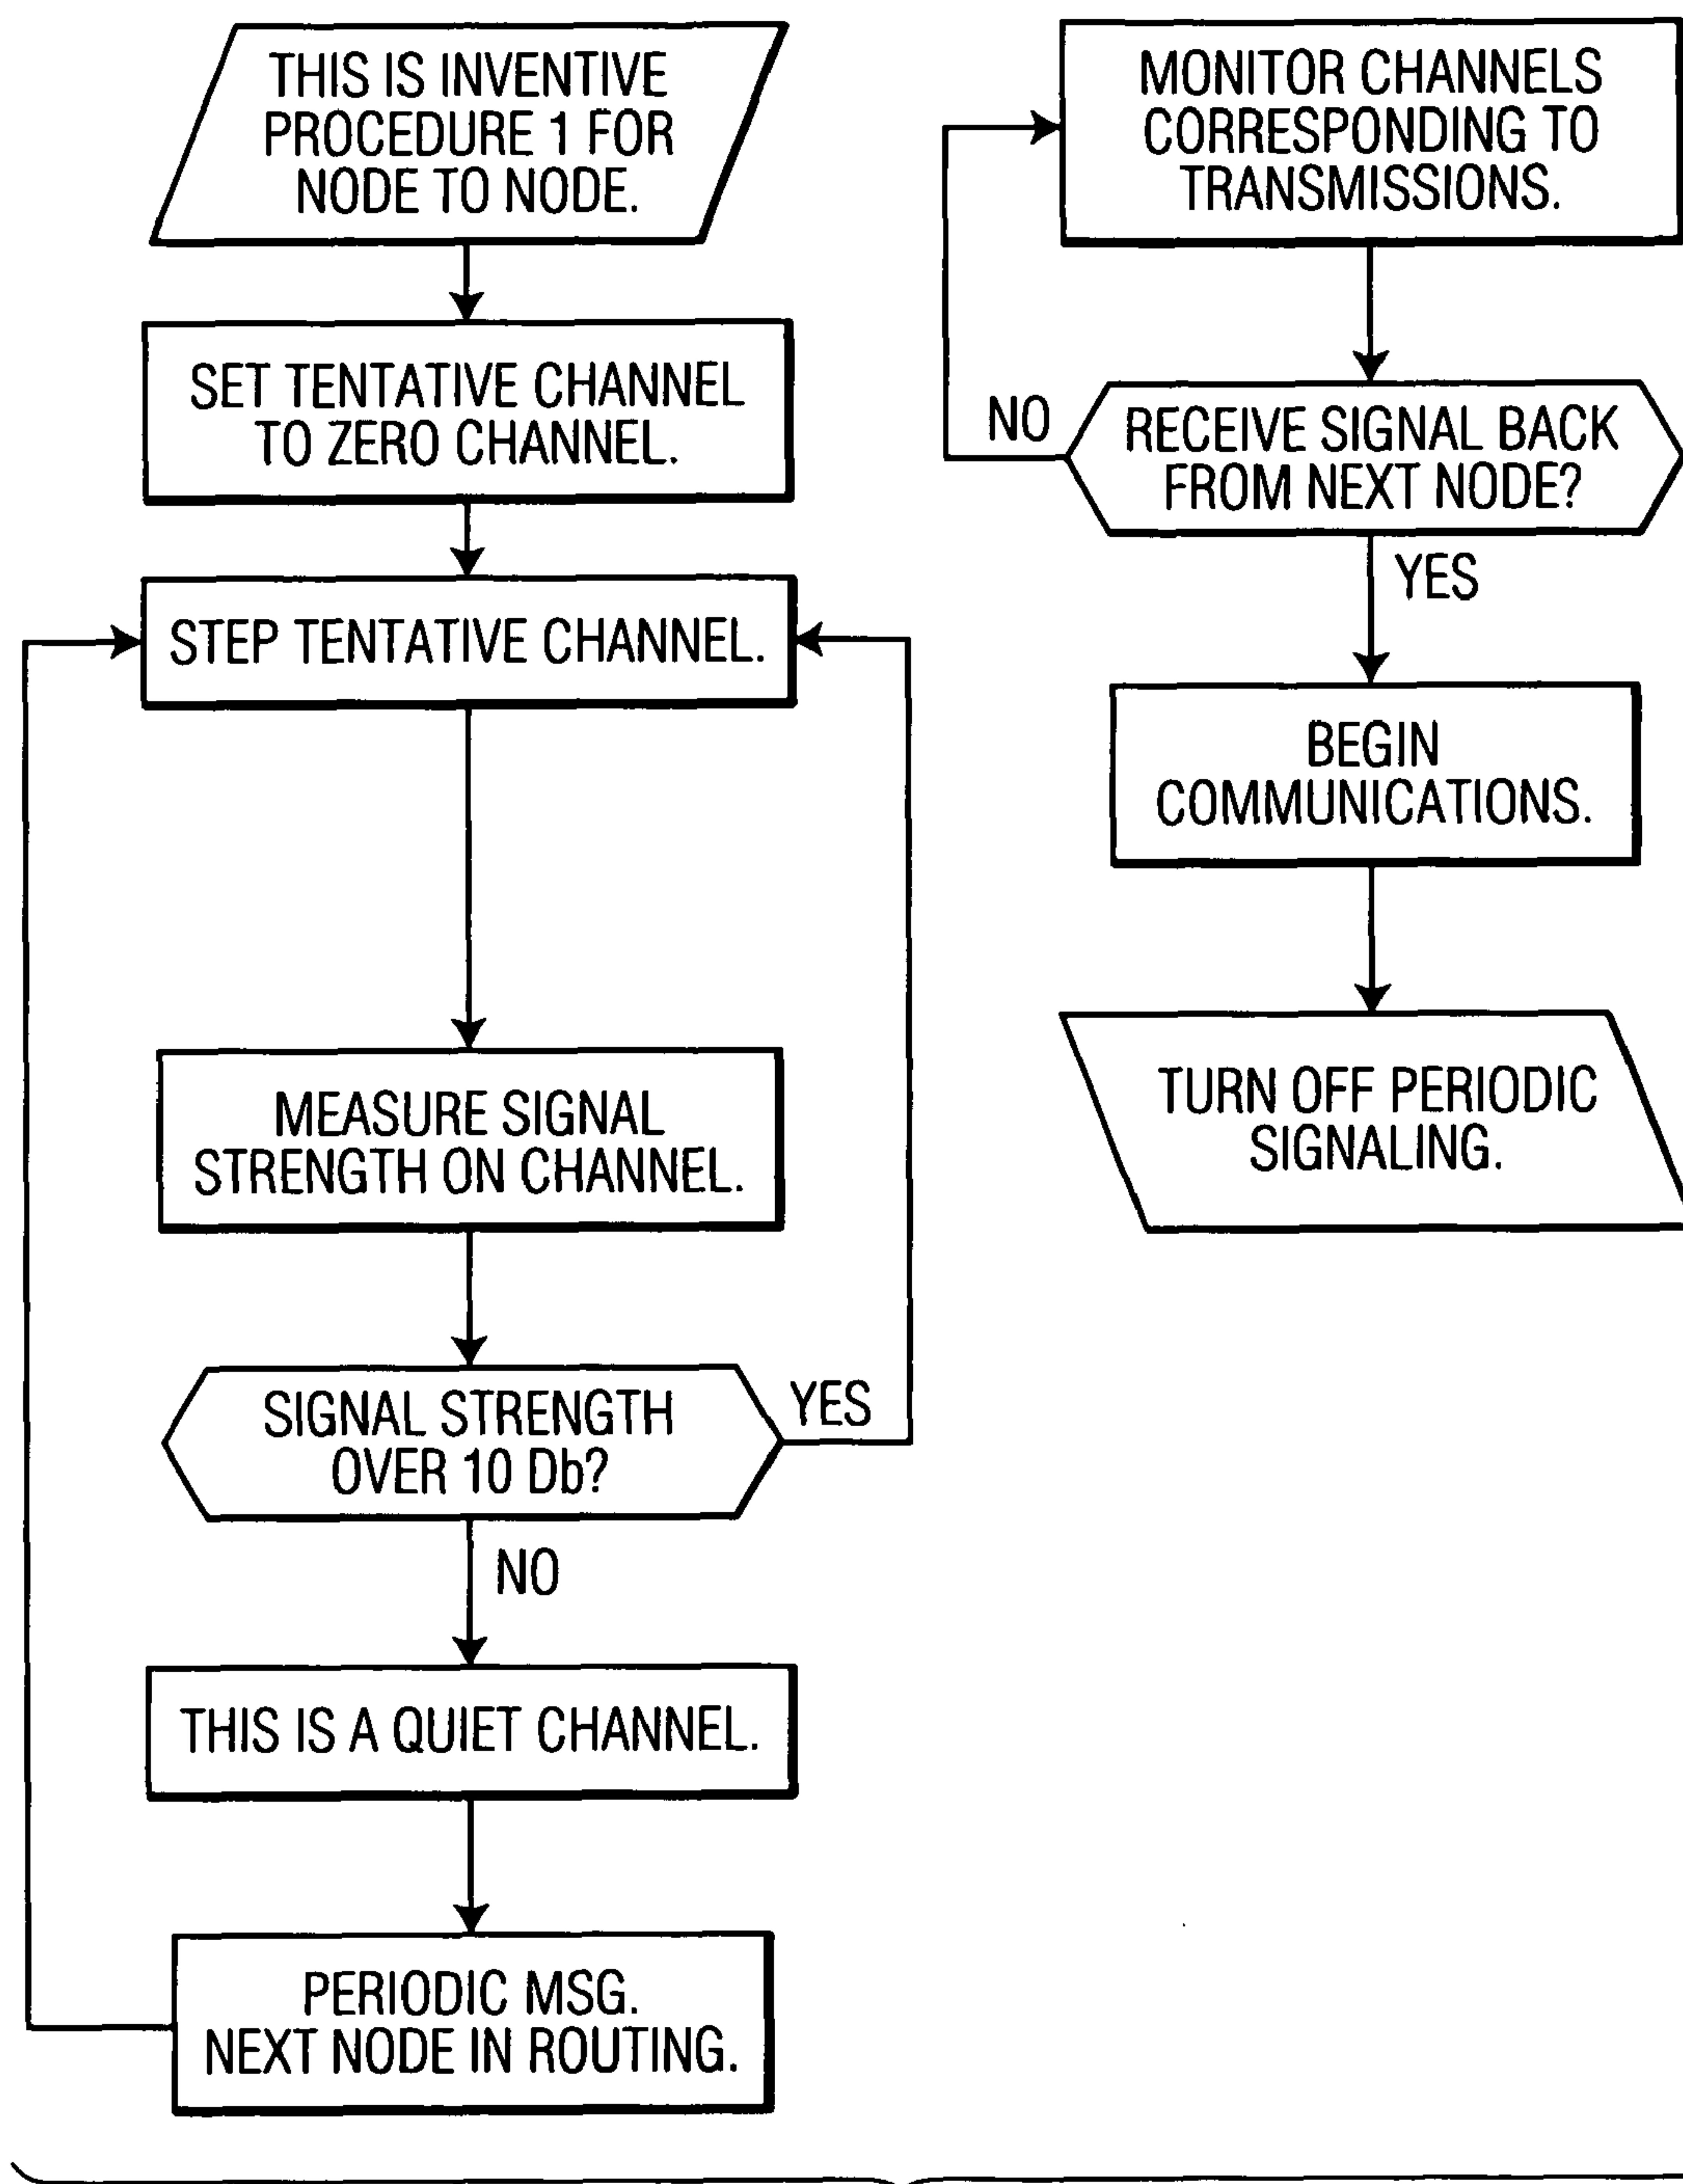 THIS IS INVENTIVE
PROCEDURE 1 FOR
NODE TO NODE.
SET TENTATIVE CHANNEL
TO ZERO CHANNEL.
STEP TENTATIVE CHANNEL.
MEASURE SIGNAL
STRENGTH ON CHANNEL.
SIGNAL STRENGTH
OVER 10 Db?
YES
NO
THIS IS A QUIET CHANNEL.
PERIODIC MSG.
NEXT NODE IN ROUTING.
MONITOR CHANNELS
CORRESPONDING TO
TRANSMISSIONS.
NO
RECEIVE SIGNAL BACK
FROM NEXT NODE?
YES
BEGIN
COMMUNICATIONS.
TURN OFF PERIODIC
SIGNALING.